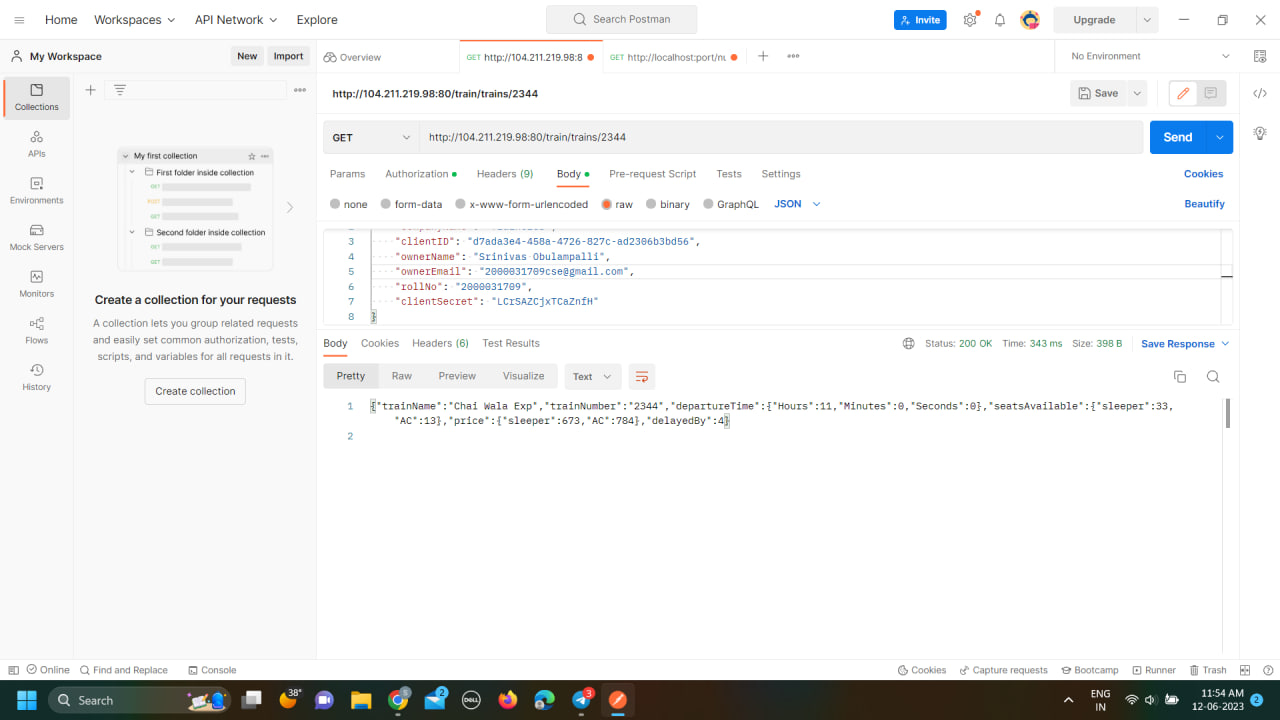 Home Workspaces API Network Explore Search Postman Invite Upgrade
My Workspace New Import Overview GET http://104.211.219.98:8 GET http://localhost:port/nu No Environment
Collections
APIs
Environments
Mock Servers
Monitors
Flows
History
My first collection
First folder inside collection
GET
POST
GET
Second folder inside collection
GET
GET
Create a collection for your requests
A collection lets you group related requests
and easily set common authorization, tests,
scripts, and variables for all requests in it.
Create collection
http://104.211.219.98:80/train/trains/2344 Save
GET http://104.211.219.98:80/train/trains/2344 Send
Params Authorization Headers (9) Body Pre-request Script Tests Settings Cookies
none form-data x-www-form-urlencoded raw binary GraphQL JSON Beautify
3 "clientID": "d7ada3e4-458a-4726-827c-ad2306b3bd56",
4 "ownerName": "Srinivas Obulampalli",
5 "ownerEmail": "2000031709cse@gmail.com",
6 "rollNo": "2000031709",
7 "clientSecret": "LCrSAZCjxTCaZnfH"
8 }
Body Cookies Headers (6) Test Results Status: 200 OK Time: 343 ms Size: 398 B Save Response
Pretty Raw Preview Visualize Text
1 {"trainName":"Chai Wala Exp","trainNumber":"2344","departureTime":{"Hours":11,"Minutes":0,"Seconds":0},"seatsAvailable":{"sleeper":33,
"AC":13},"price":{"sleeper":673,"AC":784},"delayedBy":4}
2
Online Find and Replace Console Cookies Capture requests Bootcamp Runner Trash
Search 38° 5 2 DELL 3 ENG
IN
11:54 AM
12-06-2023 2